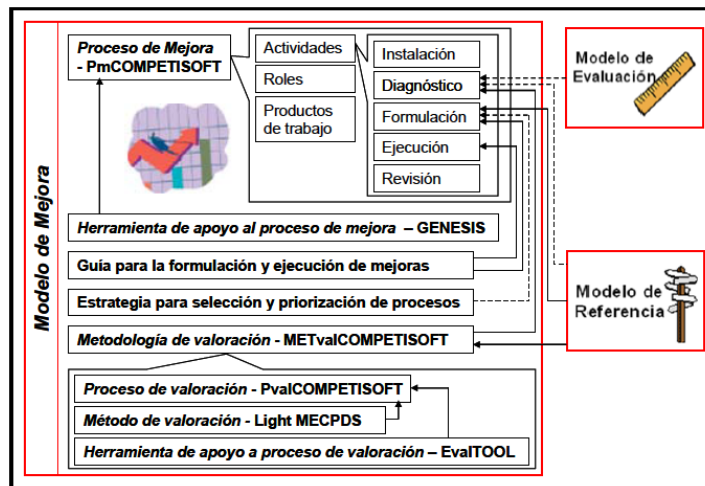 Modelo de Mejora
Proceso de Mejora
- PmCOMPETISOFT
Actividades
Roles
Productos
de trabajo
Instalación
Diagnóstico
Formulación
Ejecución
Revisión
Modelo de
Evaluación
Herramienta de apoyo al proceso de mejora – GENESIS
Guía para la formulación y ejecución de mejoras
Estrategia para selección y priorización de procesos
Metodología de valoración - METvalCOMPETISOFT
Modelo de
Referencia
Proceso de valoración - PvalCOMPETISOFT
Método de valoración - Light MECPDS
Herramienta de apoyo a proceso de valoración – EvalTOOL